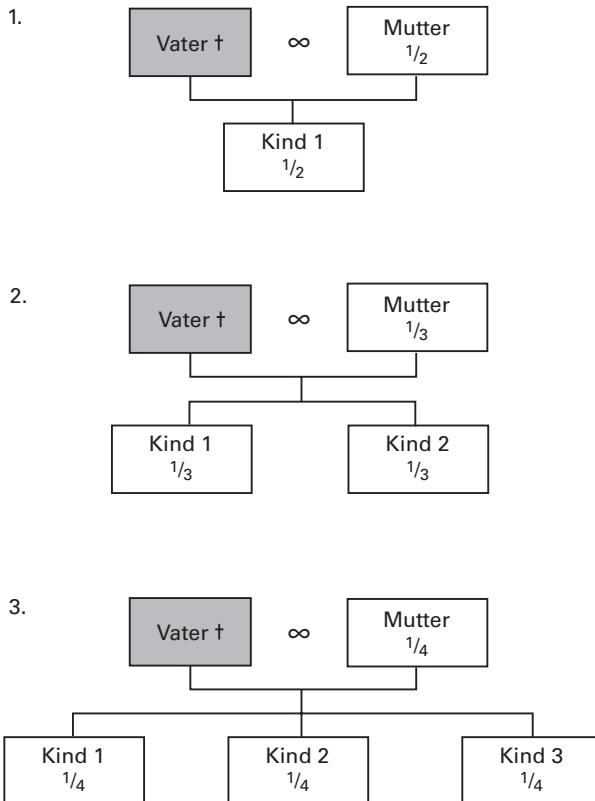 1.
Vater † ∞ Mutter
1/2
Kind 1
1/2
2.
Vater † ∞ Mutter
1/3
Kind 1 Kind 2
1/3 1/3
3.
Vater † ∞ Mutter
1/4
Kind 1 Kind 2 Kind 3
1/4 1/4 1/4